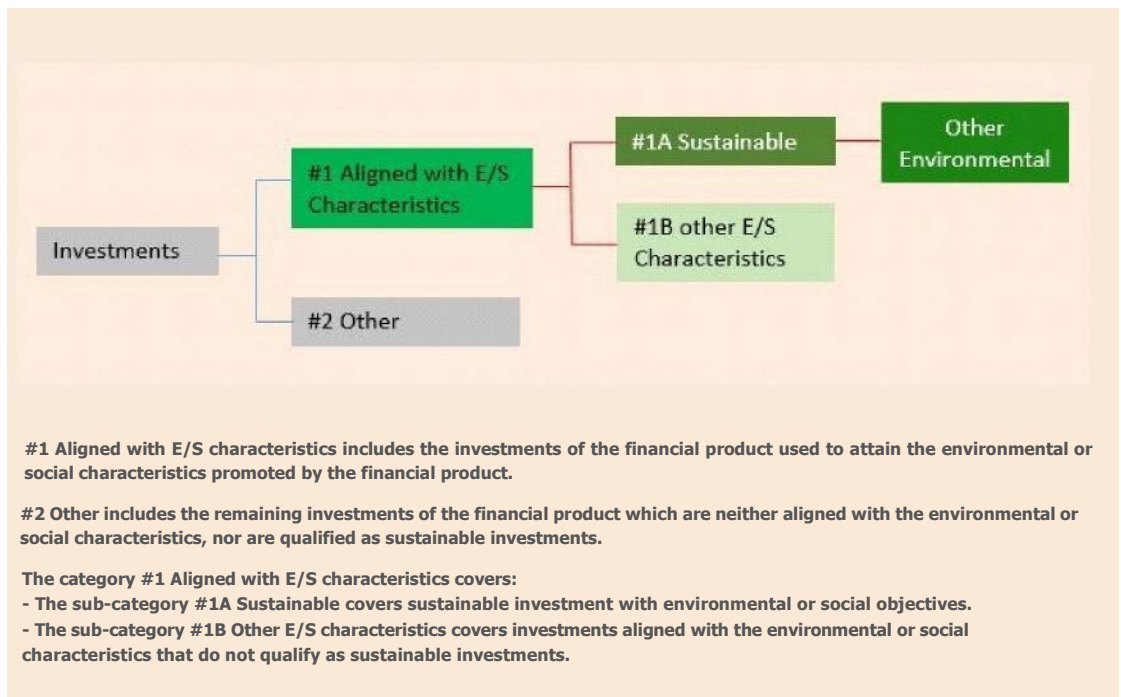 Other
Environmental
#1A Sustainable
#1 Aligned with E/S
Characteristics
#1B other E/S
Characteristics
Investments
#2 Other
#1 Aligned with E/S characteristics includes the investments of the financial product used to attain the environmental or
social characteristics promoted by the financial product.
#2 Other includes the remaining investments of the financial product which are neither aligned with the environmental or
social characteristics, nor are qualified as sustainable investments.
The category #1 Aligned with E/S characteristics covers:
- The sub-category #1A Sustainable covers sustainable investment with environmental or social objectives.
- The sub-category #1B Other E/S characteristics covers investments aligned with the environmental or social
characteristics that do not qualify as sustainable investments.